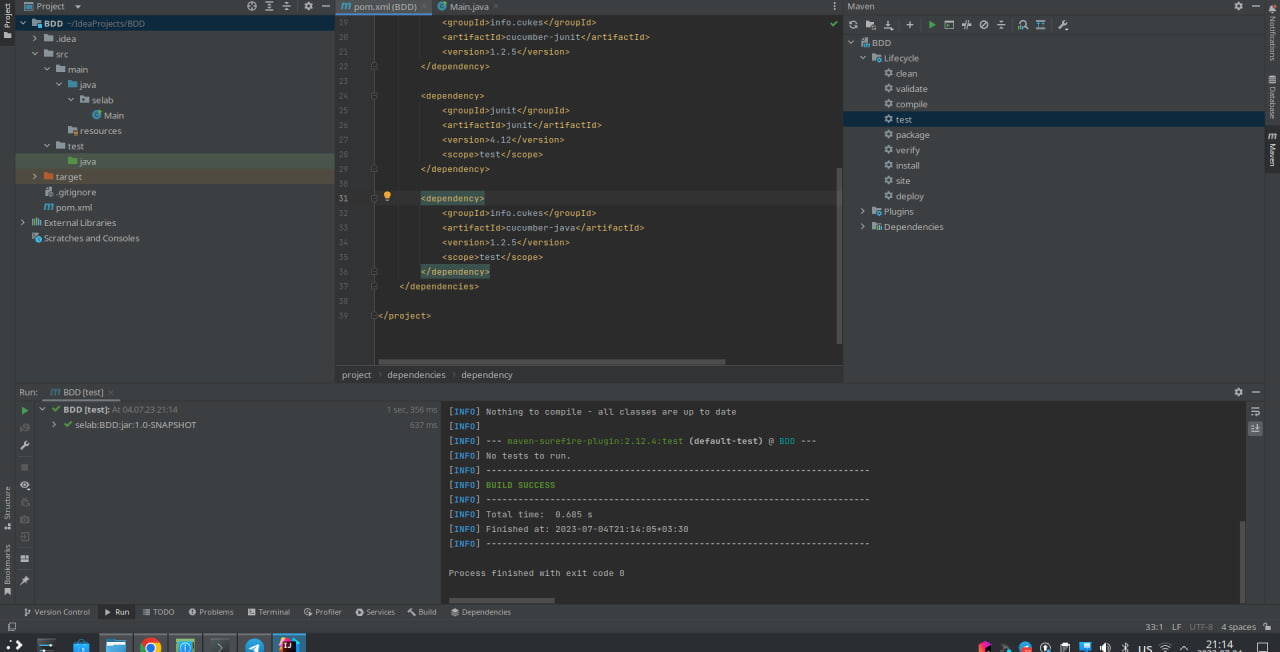 Project
pom.xml (BDD)
Main.java
Maven
BDD ~/IdeaProjects/BDD
.idea
src
main
java
selab
Main
resources
test
java
target
.gitignore
pom.xml
External Libraries
Scratches and Consoles
19 <groupId>info.cukes</groupId>
20 <artifactId>cucumber-junit</artifactId>
21 <version>1.2.5</version>
22 </dependency>
23
24 <dependency>
25 <groupId>junit</groupId>
26 <artifactId>junit</artifactId>
27 <version>4.12</version>
28 <scope>test</scope>
29 </dependency>
30
31 <dependency>
32 <groupId>info.cukes</groupId>
33 <artifactId>cucumber-java</artifactId>
34 <version>1.2.5</version>
35 <scope>test</scope>
36 </dependency>
37 </dependencies>
38
39 </project>
project > dependencies > dependency
BDD
Lifecycle
clean
validate
compile
test
package
verify
install
site
deploy
Plugins
Dependencies
Project
Structure
Bookmarks
Notifications
Database
Maven
Run: BDD [test]
BDD [test]: At 04.07.23 21:14 1 sec, 356 ms
selab:BDD:jar:1.0-SNAPSHOT 637 ms
[INFO] Nothing to compile - all classes are up to date
[INFO]
[INFO] --- maven-surefire-plugin:2.12.4:test (default-test) @ BDD ---
[INFO] No tests to run.
[INFO] ------------------------------------------------------------------------
[INFO] BUILD SUCCESS
[INFO] ------------------------------------------------------------------------
[INFO] Total time:  0.685 s
[INFO] Finished at: 2023-07-04T21:14:05+03:30
[INFO] ------------------------------------------------------------------------
Process finished with exit code 0
Version Control Run TODO Problems Terminal Profiler Services Build Dependencies
33:1 LF UTF-8 4 spaces
US 21:14